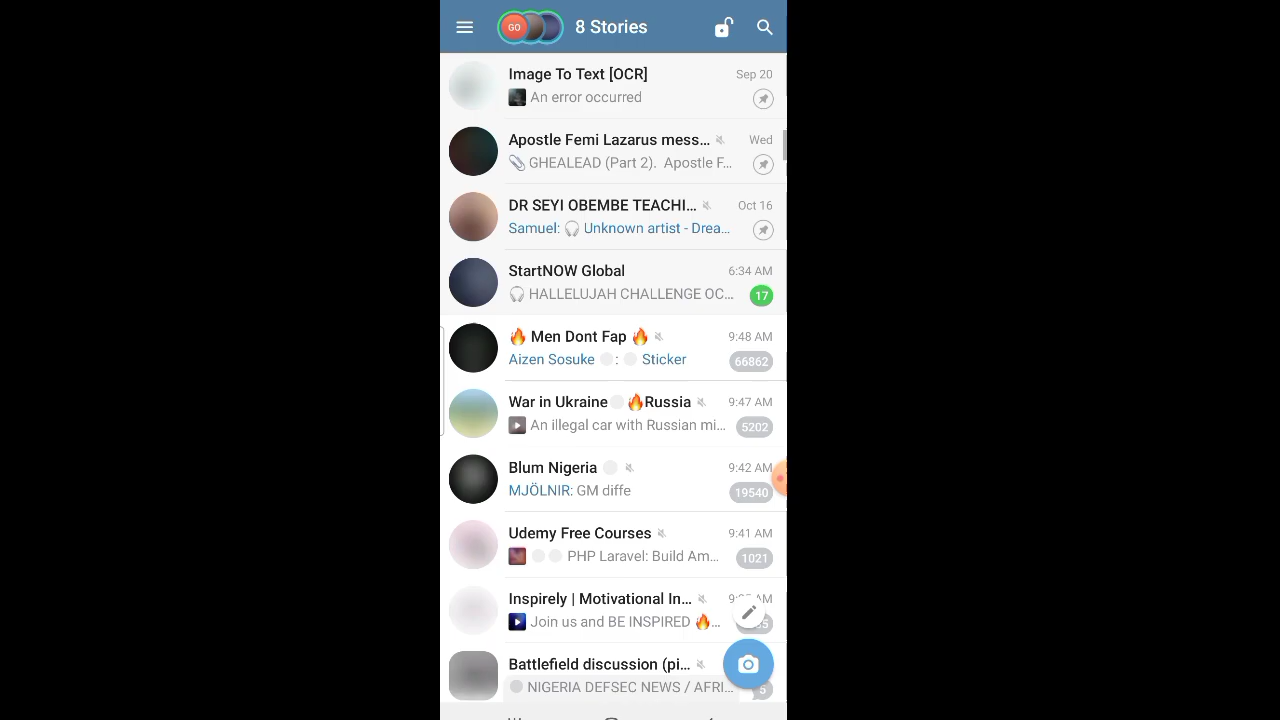 GO 8 Stories
Image To Text [OCR] Sep 20
An error occurred
Apostle Femi Lazarus mess... Wed
GHEALEAD (Part 2). Apostle F...
DR SEYI OBEMBE TEACHI... Oct 16
Samuel: 🎧 Unknown artist - Drea...
StartNOW Global 6:34 AM
🎧 HALLELUJAH CHALLENGE OC... 17
🔥 Men Dont Fap 🔥 9:48 AM
Aizen Sosuke : Sticker 66862
War in Ukraine 🔥Russia 9:47 AM
An illegal car with Russian mi... 5202
Blum Nigeria 9:42 AM
MJÖLNIR: GM diffe 19540
Udemy Free Courses 9:41 AM
PHP Laravel: Build Am... 1021
Inspirely | Motivational In...
Join us and BE INSPIRED 🔥...
Battlefield discussion (pi...
NIGERIA DEFSEC NEWS / AFRI... 5